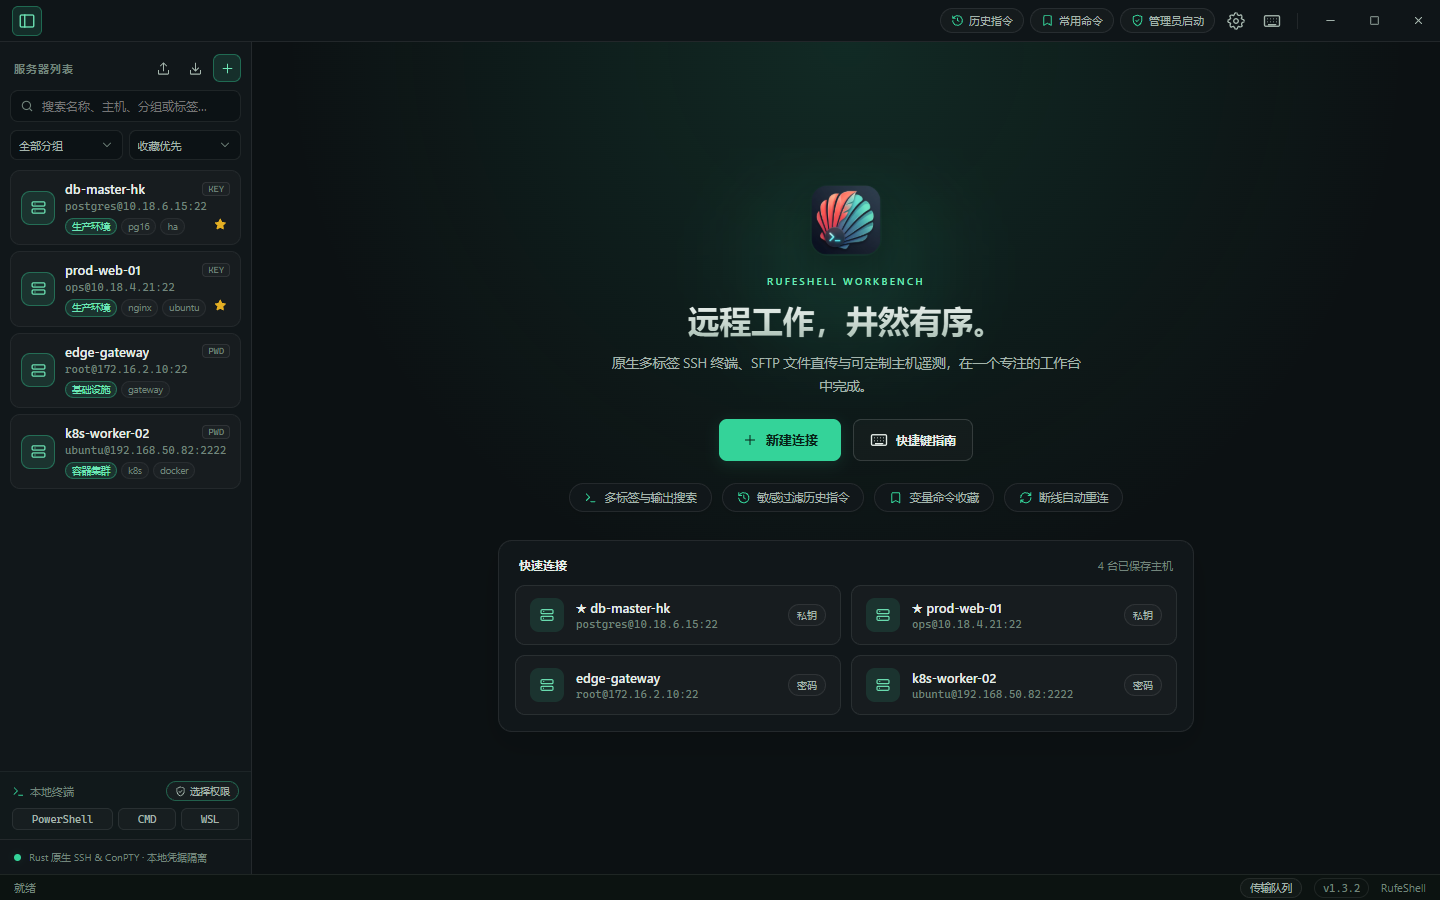 历史指令
常用命令
管理员启动
服务器列表
搜索名称、主机、分组或标签...
全部分组
收藏优先
db-master-hk
KEY
postgres@10.18.6.15:22
生产环境
pg16
ha
prod-web-01
KEY
ops@10.18.4.21:22
生产环境
nginx
ubuntu
edge-gateway
PWD
root@172.16.2.10:22
基础设施
gateway
k8s-worker-02
PWD
ubuntu@192.168.50.82:2222
容器集群
k8s
docker
本地终端
选择权限
PowerShell
CMD
WSL
Rust 原生 SSH & ConPTY · 本地凭据隔离
RUFESHELL WORKBENCH
远程工作，井然有序。
原生多标签 SSH 终端、SFTP 文件直传与可定制主机遥测，在一个专注的工作台
中完成。
新建连接
快捷键指南
多标签与输出搜索
敏感过滤历史指令
变量命令收藏
断线自动重连
快速连接
4 台已保存主机
★ db-master-hk
postgres@10.18.6.15:22
私钥
★ prod-web-01
ops@10.18.4.21:22
私钥
edge-gateway
root@172.16.2.10:22
密码
k8s-worker-02
ubuntu@192.168.50.82:2222
密码
就绪
传输队列
v1.3.2
RufeShell